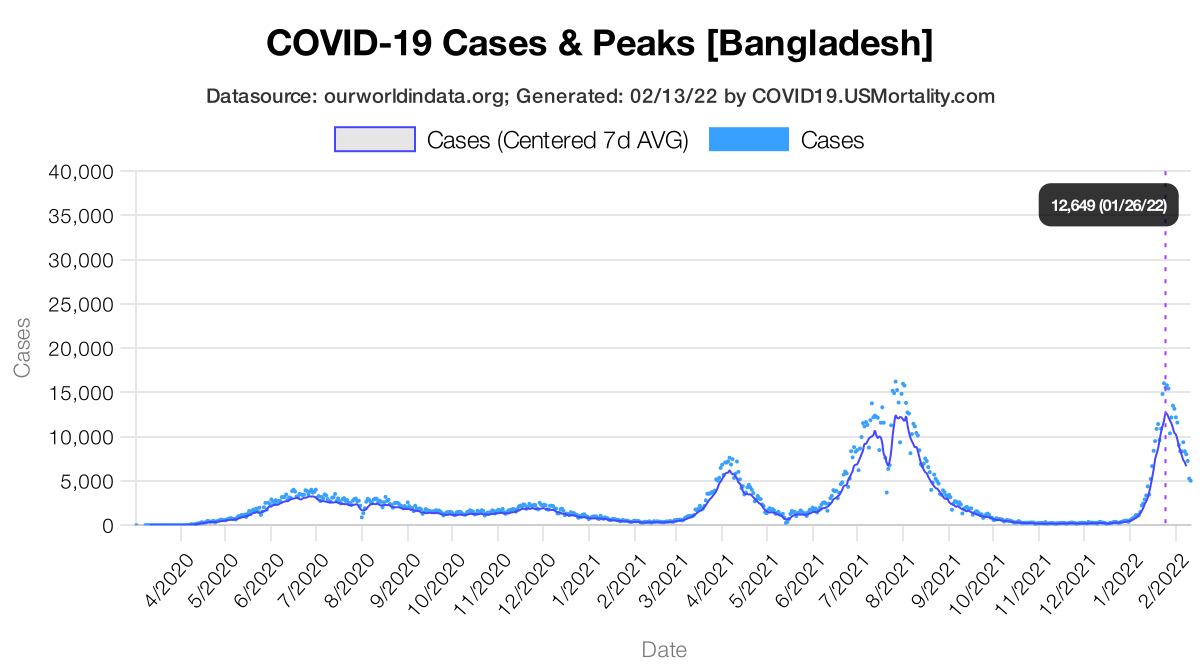 COVID-19 Cases & Peaks [Bangladesh]
Datasource: ourworldindata.org; Generated: 02/13/22 by COVID19.USMortality.com
Cases (Centered 7d AVG) Cases
40,000
12,649 (01/26/22)
35,000
30,000
25,000
20,000
15,000
10,000
5,000
0
Cases
4/2020 5/2020 6/2020 7/2020 8/2020 9/2020 10/2020 11/2020 12/2020 1/2021 2/2021 3/2021 4/2021 5/2021 6/2021 7/2021 8/2021 9/2021 10/2021 11/2021 12/2021 1/2022 2/2022
Date